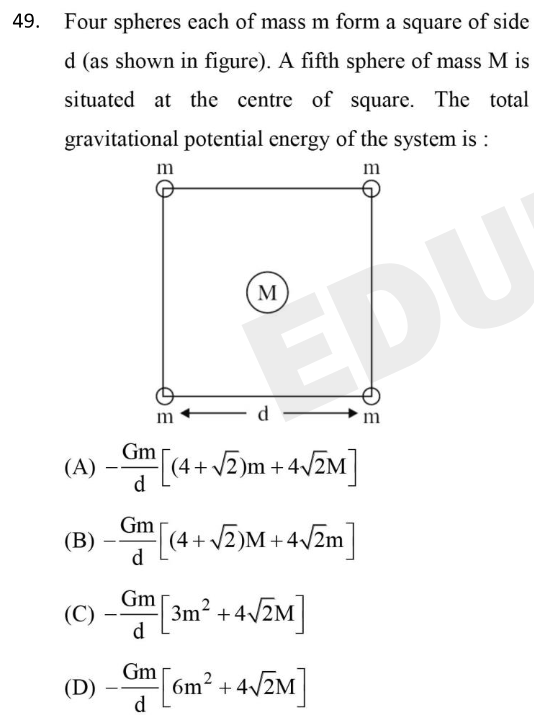 49. Four spheres each of mass m form a square of side
d (as shown in figure). A fifth sphere of mass M is
situated at the centre of square. The total
gravitational potential energy of the system is :
m m
M
m d m
(A) −Gm/d [(4+√2)m + 4√2M]
(B) −Gm/d [(4+√2)M + 4√2m]
(C) −Gm/d [3m² + 4√2M]
(D) −Gm/d [6m² + 4√2M]
EDU